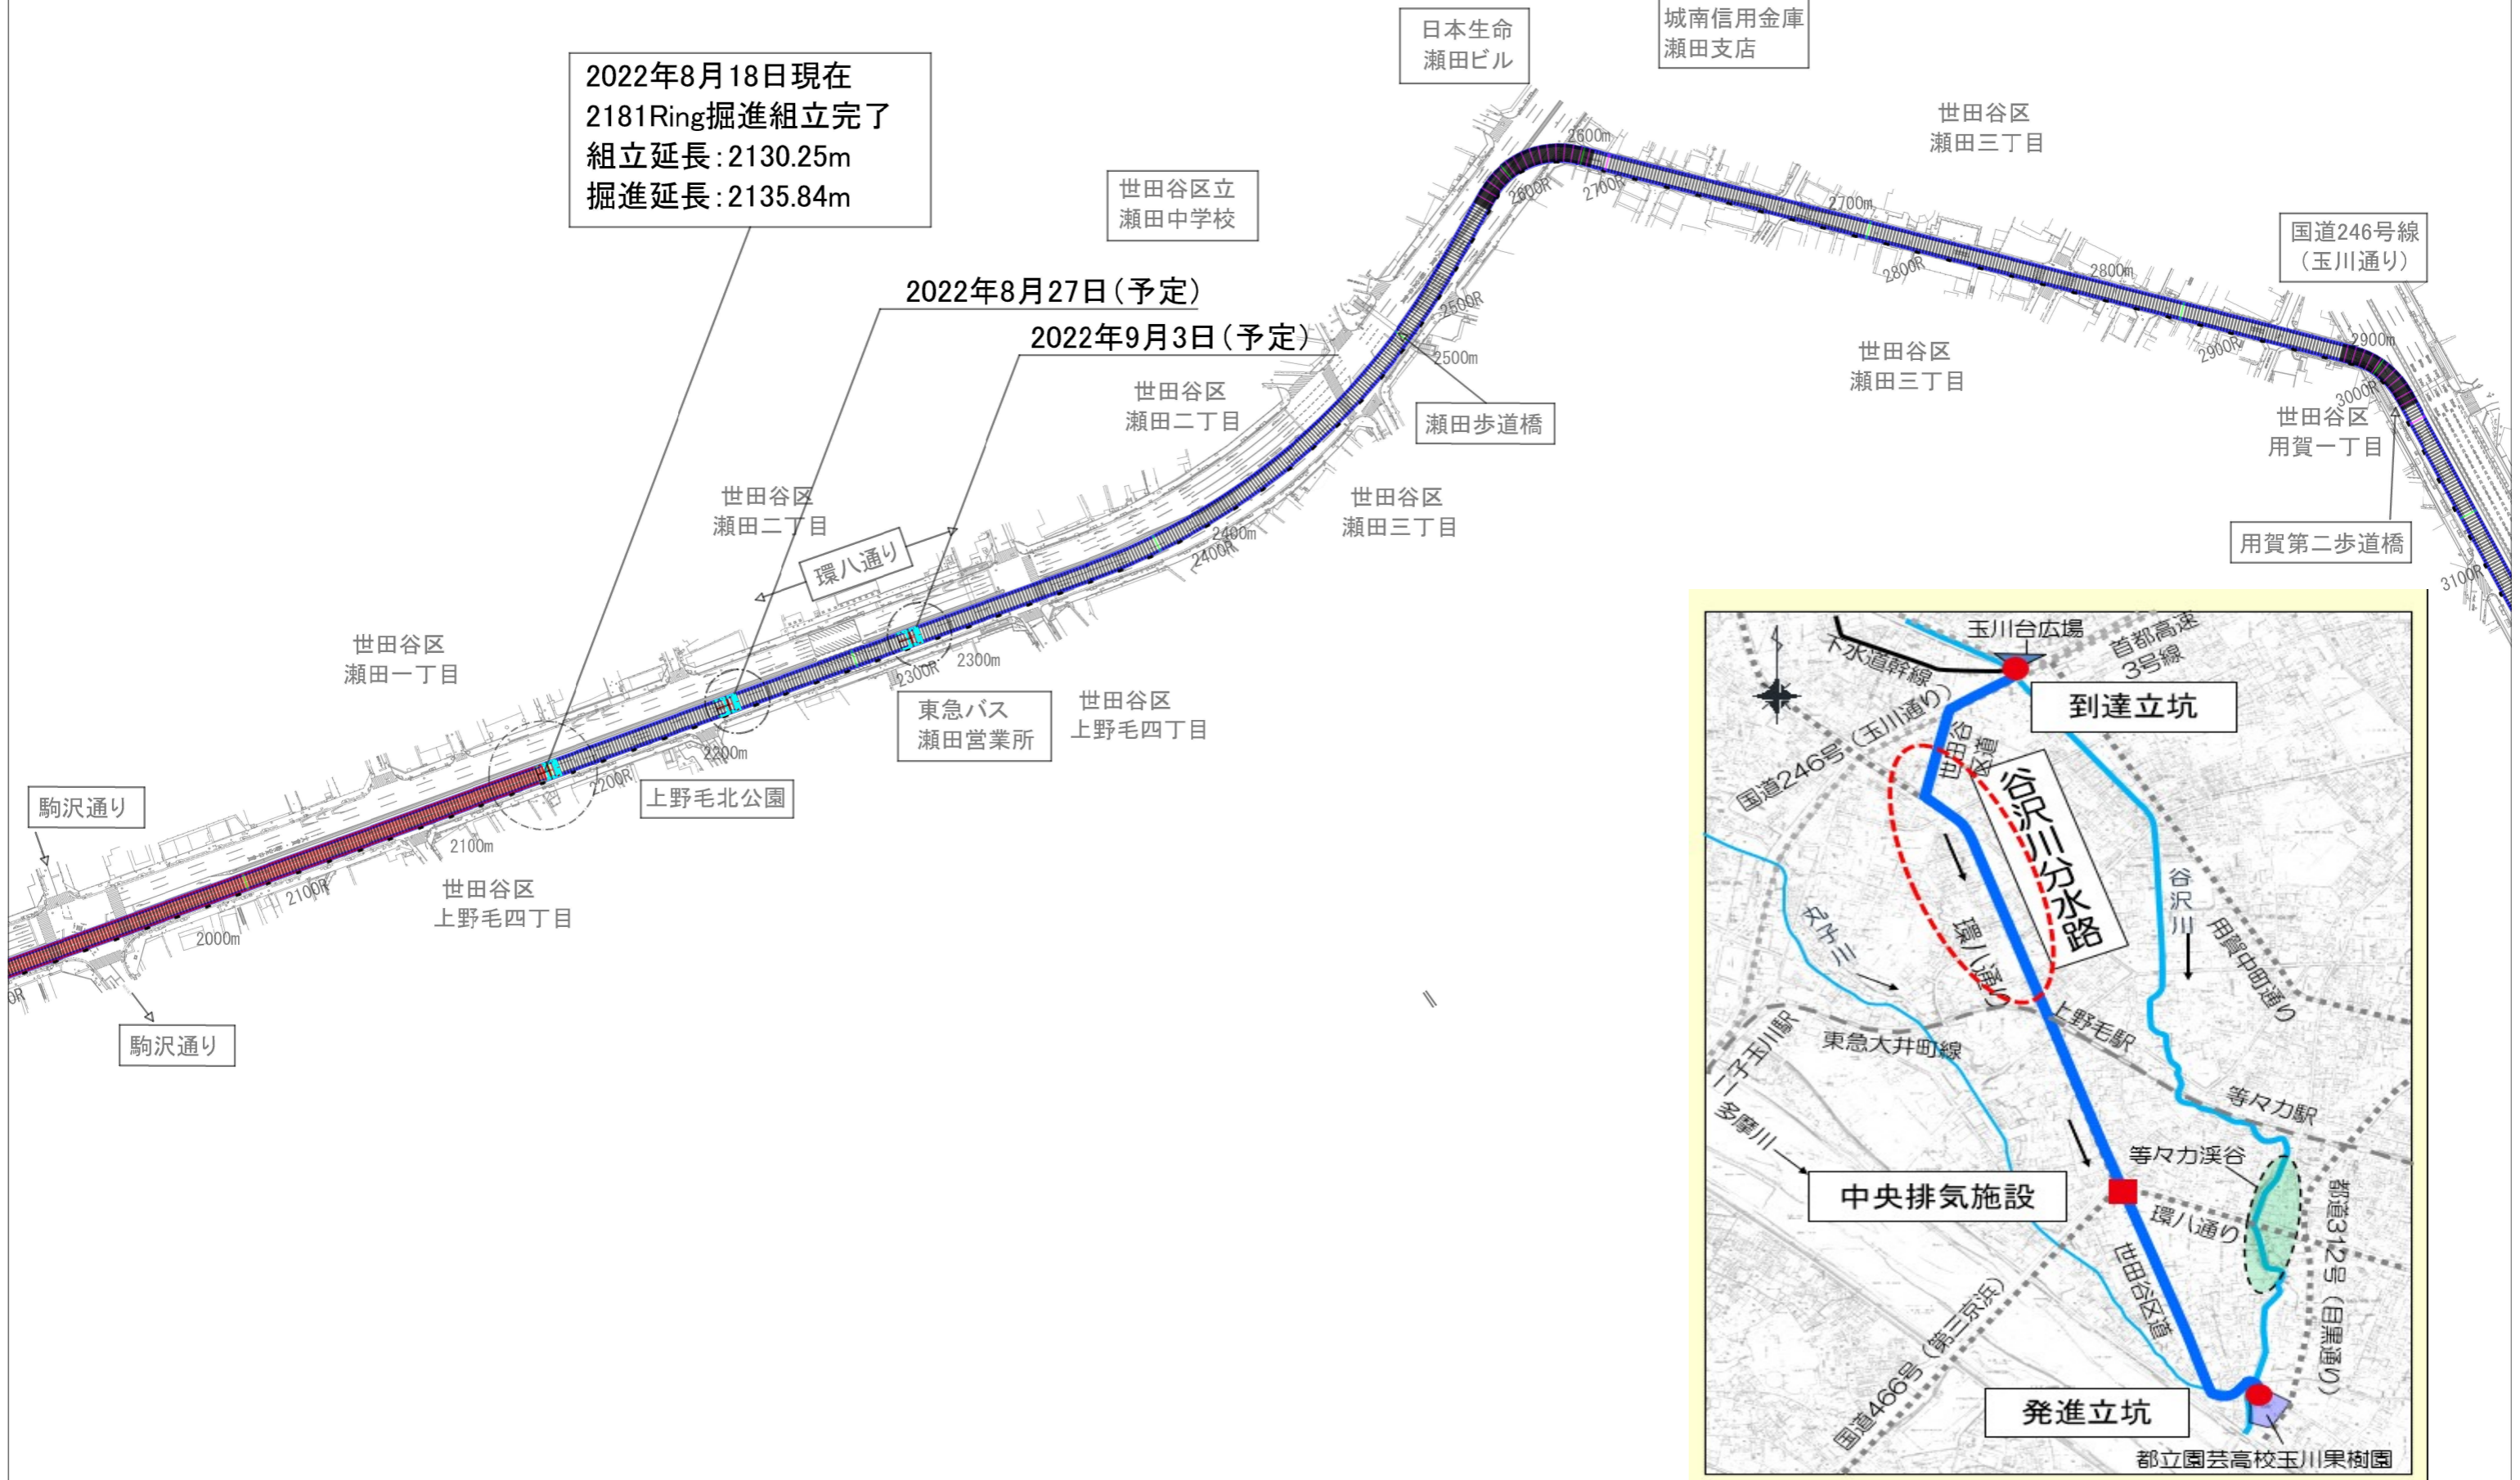 日本生命
瀬田ビル
城南信用金庫
瀬田支店
2022年8月18日現在
2181Ring掘進組立完了
組立延長:2130.25m
掘進延長:2135.84m
世田谷区
瀬田三丁目
2600m
2600R
2700R
世田谷区立
瀬田中学校
2700m
2800R
2800m
国道246号線
(玉川通り)
2022年8月27日(予定)
2022年9月3日(予定)
2500R
2500m
世田谷区
瀬田三丁目
2900R
2900m
3000R
世田谷区
瀬田二丁目
瀬田歩道橋
世田谷区
用賀一丁目
世田谷区
瀬田二丁目
世田谷区
瀬田三丁目
用賀第二歩道橋
3100R
環八通り
2400m
2400R
世田谷区
瀬田一丁目
2300m
2300R
東急バス
瀬田営業所
世田谷区
上野毛四丁目
2200m
2200R
上野毛北公園
駒沢通り
2100m
2100R
世田谷区
上野毛四丁目
2000m
0R
駒沢通り
玉川台広場
下水道幹線
首都高速
3号線
到達立坑
国道246号(玉川通り)
世田谷
区道
谷沢川分水路
谷沢川
丸子川
環八通り
用賀中町通り
上野毛駅
東急大井町線
二子玉川駅
多摩川
等々力駅
等々力渓谷
中央排気施設
環八通り
都道312号(目黒通り)
世田谷区道
国道466号(第三京浜)
発進立坑
都立園芸高校玉川果樹園